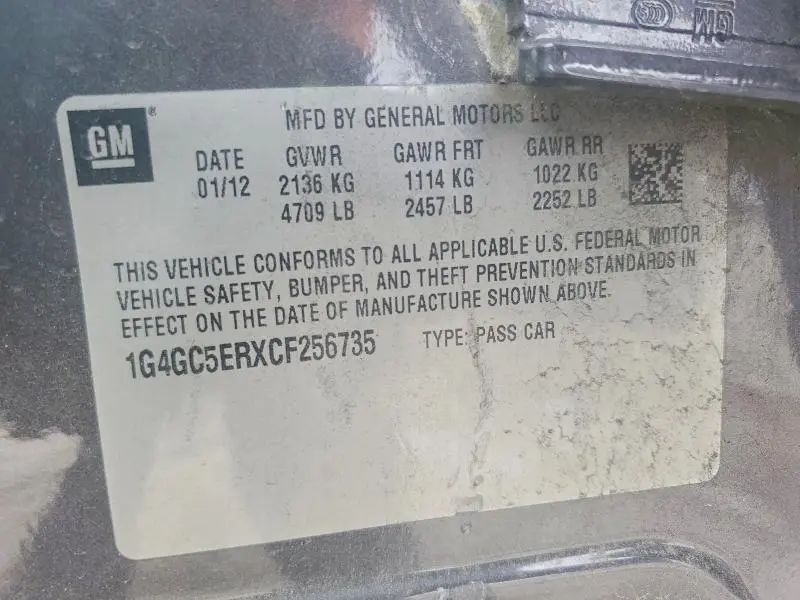 GM
MFD BY GENERAL MOTORS LLC
DATE GVWR GAWR FRT GAWR RR
01/12 2136 KG 1114 KG 1022 KG
4709 LB 2457 LB 2252 LB
THIS VEHICLE CONFORMS TO ALL APPLICABLE U.S. FEDERAL MOTOR
VEHICLE SAFETY, BUMPER, AND THEFT PREVENTION STANDARDS IN
EFFECT ON THE DATE OF MANUFACTURE SHOWN ABOVE.
1G4GC5ERXCF256735 TYPE: PASS CAR
GM